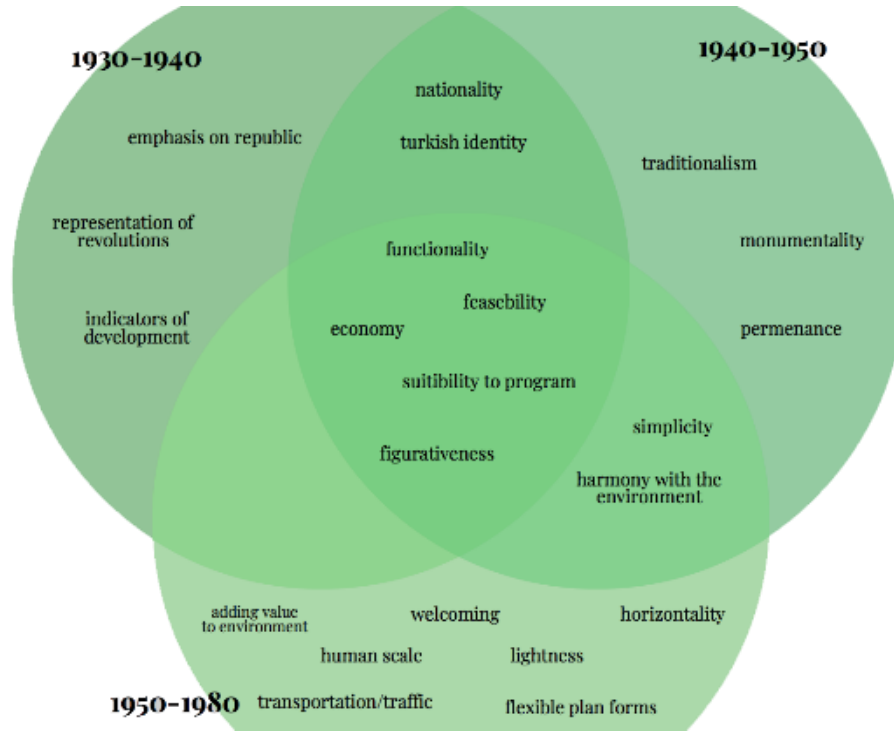 1930-1940
1940-1950
nationality
emphasis on republic
turkish identity
traditionalism
representation of
revolutions
monumentality
functionality
feasebility
indicators of
development
economy
permenance
suitibility to program
simplicity
figurativeness
harmony with the
environment
adding value
to environment
welcoming
horizontality
human scale
lightness
1950-1980
transportation/traffic
flexible plan forms